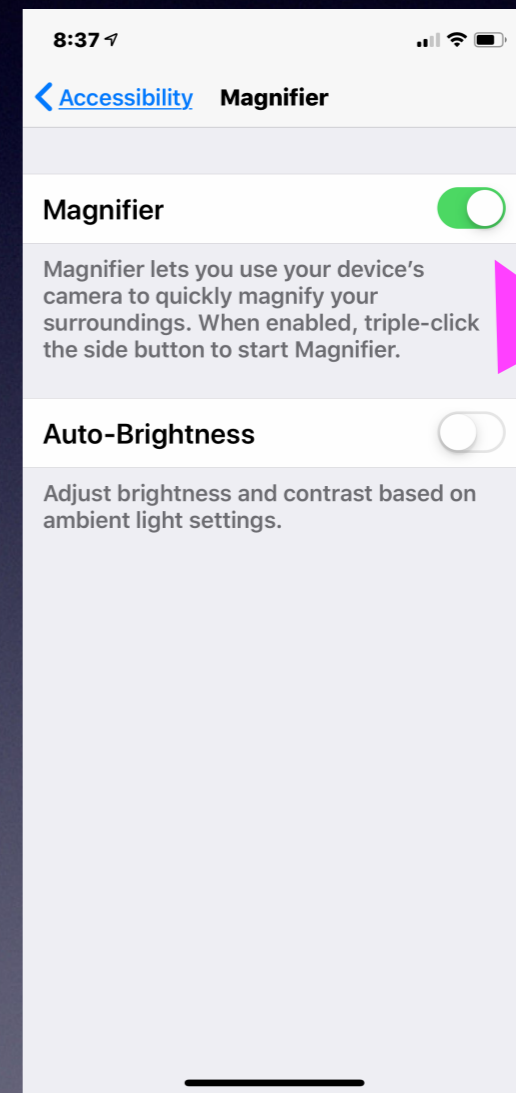 8:37
Accessibility Magnifier
Magnifier
Magnifier lets you use your device’s
camera to quickly magnify your
surroundings. When enabled, triple-click
the side button to start Magnifier.
Auto-Brightness
Adjust brightness and contrast based on
ambient light settings.